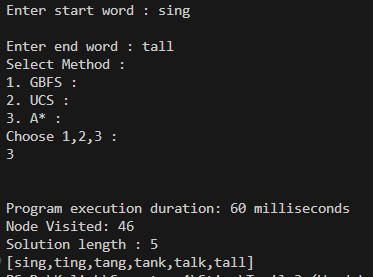 Enter start word : sing
Enter end word : tall
Select Method :
1. GBFS :
2. UCS :
3. A* :
Choose 1,2,3 :
3
Program execution duration: 60 milliseconds
Node Visited: 46
Solution length : 5
[sing,ting,tang,tank,talk,tall]